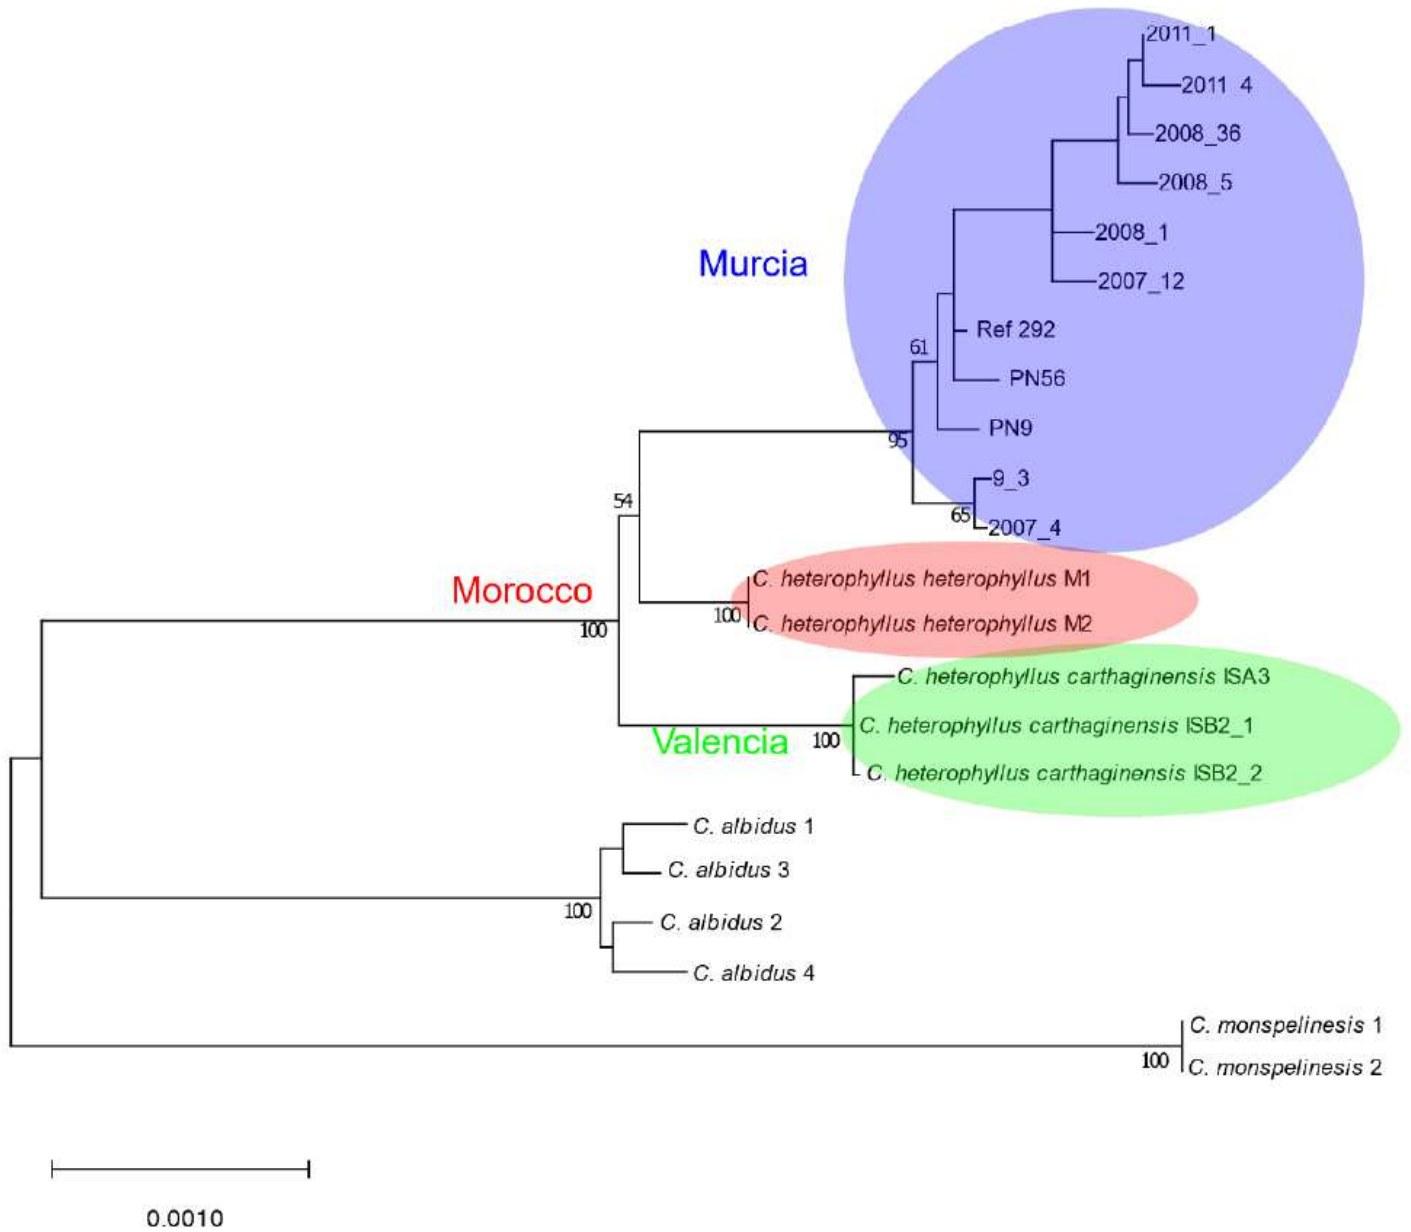 2011_1
2011_4
2008_36
2008_5
Murcia
2008_1
2007_12
Ref 292
61
PN56
PN9
95
9_3
54
65
2007_4
Morocco
C. heterophyllus heterophyllus M1
100
100
C. heterophyllus heterophyllus M2
C. heterophyllus carthaginensis ISA3
Valencia
100
C. heterophyllus carthaginensis ISB2_1
C. heterophyllus carthaginensis ISB2_2
C. albidus 1
C. albidus 3
100
C. albidus 2
C. albidus 4
C. monspelinesis 1
100
C. monspelinesis 2
0.0010